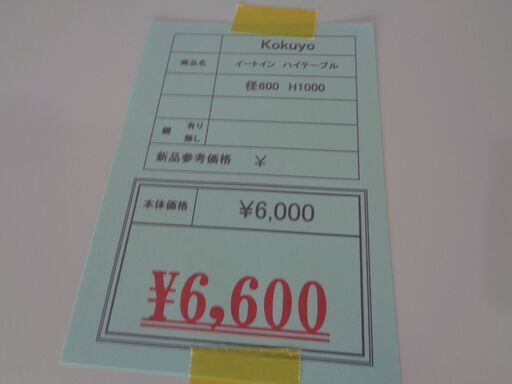 Kokuyo
商品名 イートイン ハイテーブル
径600 H1000
鍵 有り
無し
新品参考価格 ¥
本体価格 ¥6,000
¥6,600